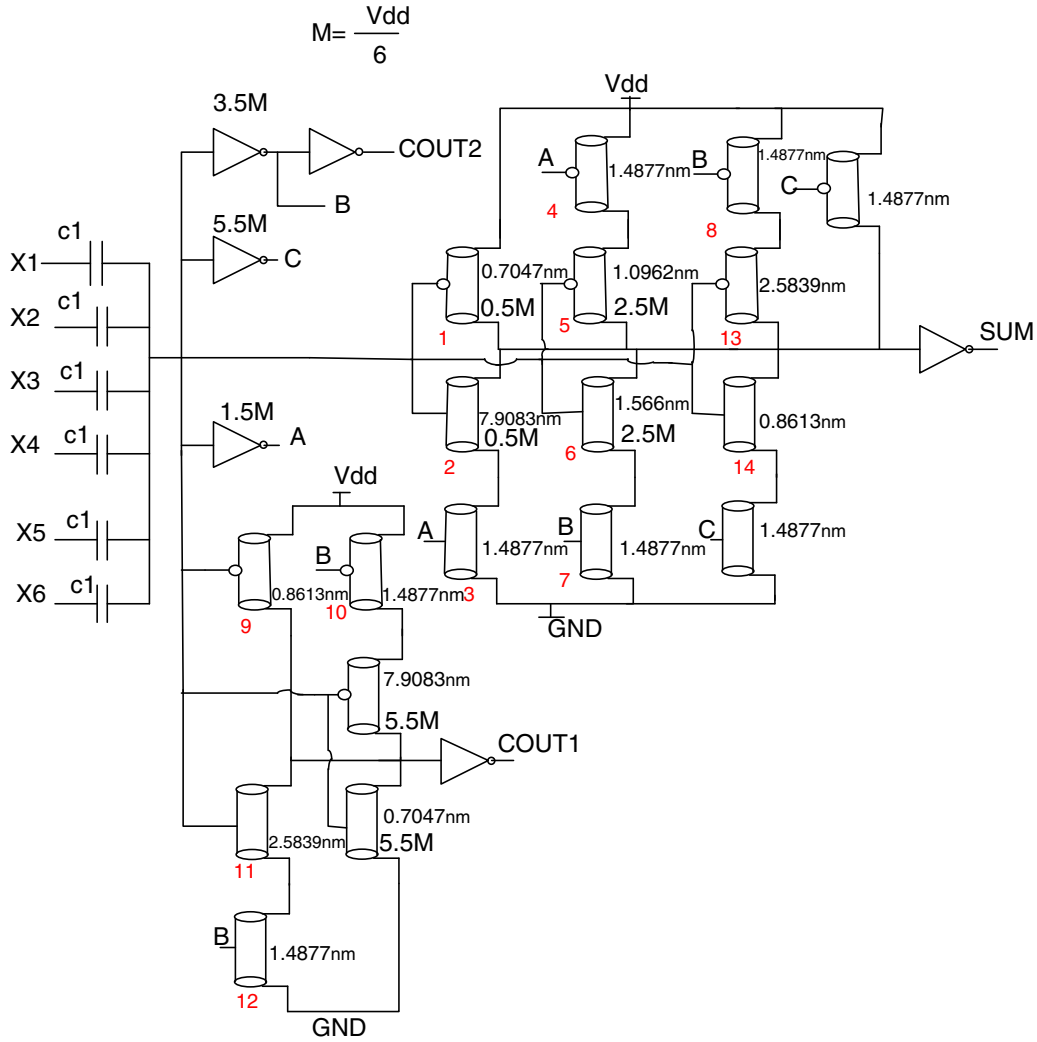 M= Vdd
6
3.5M
COUT2
B
5.5M
C
X1 c1
X2 c1
X3 c1
X4 c1
X5 c1
X6 c1
1.5M
A
Vdd
A
1.4877nm
4
B
1.4877nm
8
C
1.4877nm
0.7047nm
0.5M
1
1.0962nm
2.5M
5
2.5839nm
13
SUM
7.9083nm
0.5M
2
1.566nm
2.5M
6
0.8613nm
14
A
1.4877nm
3
B
1.4877nm
7
C
1.4877nm
GND
Vdd
0.8613nm
9
B
1.4877nm
10
7.9083nm
5.5M
COUT1
2.5839nm
11
0.7047nm
5.5M
B
1.4877nm
12
GND